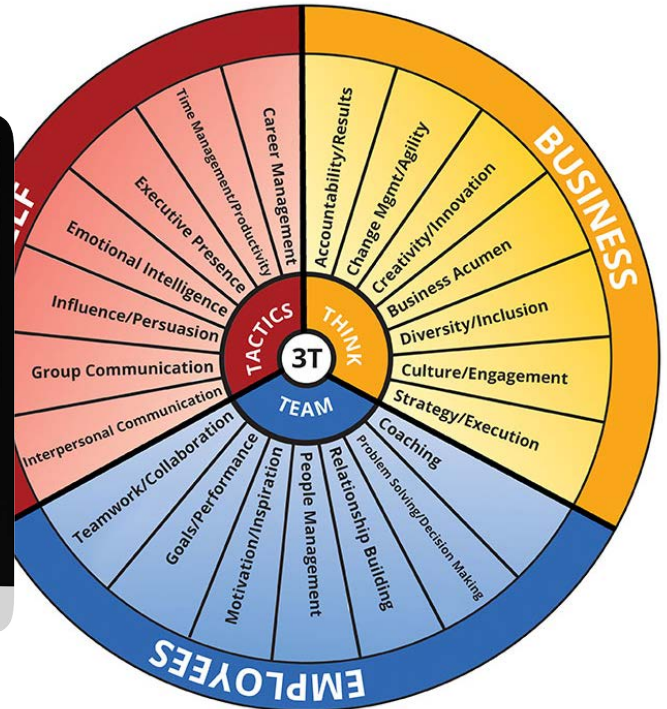 LF
BUSINESS
EMPLOYEES
3T
TACTICS
THINK
TEAM
Interpersonal Communication
Group Communication
Influence/Persuasion
Emotional Intelligence
Executive Presence
Time Management/Productivity
Career Management
Accountability/Results
Change Mgmt/Agility
Creativity/Innovation
Business Acumen
Diversity/Inclusion
Culture/Engagement
Strategy/Execution
Coaching
Problem Solving/Decision Making
Relationship Building
People Management
Motivation/Inspiration
Goals/Performance
Teamwork/Collaboration